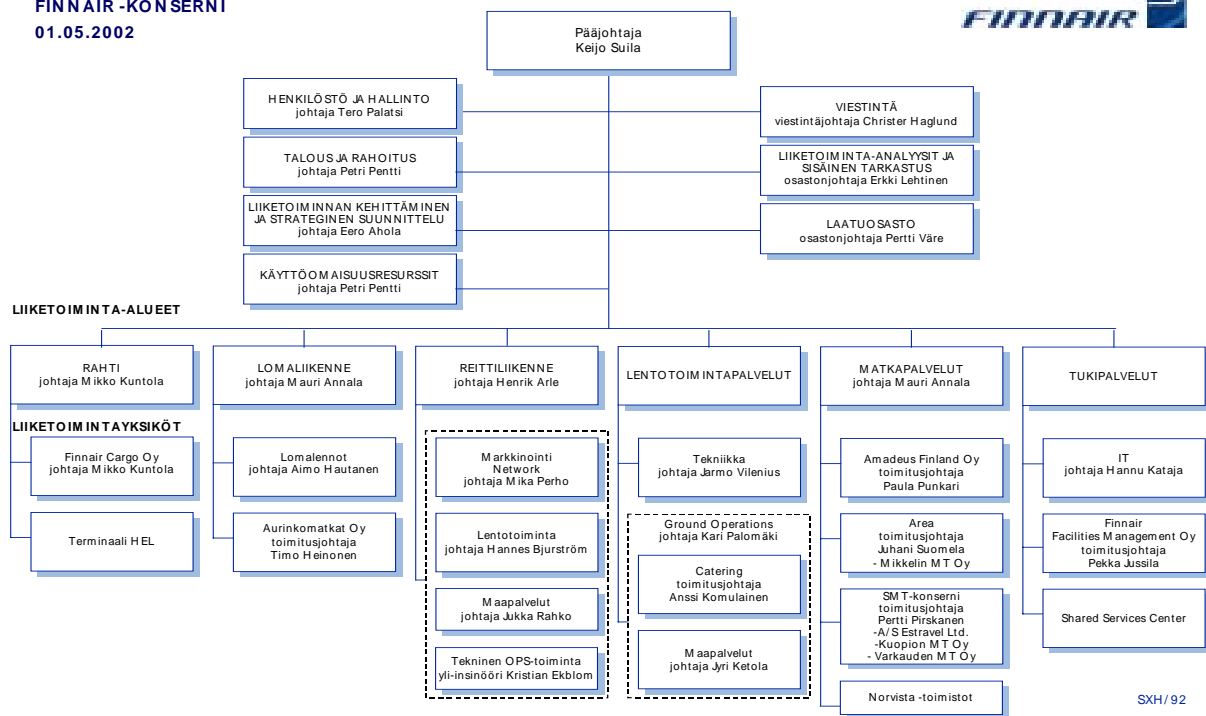 FINNAIR -KONSERNI
01.05.2002
FINNAIR
Pääjohtaja
Keijo Suila
HENKILÖSTÖ JA HALLINTO
johtaja Tero Palatsi
VIESTINTÄ
viestintäjohtaja Christer Haglund
TALOUS JA RAHOITUS
johtaja Petri Pentti
LIIKETOIMINTA-ANALYYSIT JA
SISÄINEN TARKASTUS
osastonjohtaja Erkki Lehtinen
LIIKETOIMINNAN KEHITTÄMINEN
JA STRATEGINEN SUUNNITTELU
johtaja Eero Ahola
LAATUOSASTO
osastonjohtaja Pertti Väre
KÄYTTÖOMAISUUSRESURSSIT
johtaja Petri Pentti
LIIKETOIMINTA-ALUEET
RAHTI
johtaja Mikko Kuntola
LOMALIIKENNE
johtaja Mauri Annala
REITTILIIKENNE
johtaja Henrik Arle
LENTOTOIMINTAPALVELUT
MATKAPALVELUT
johtaja Mauri Annala
TUKIPALVELUT
LIIKETOIMINTAYKSIKÖT
Finnair Cargo Oy
johtaja Mikko Kuntola
Terminaali HEL
Lomalennot
johtaja Aimo Hautanen
Aurinkomatkat Oy
toimitusjohtaja
Timo Heinonen
Markkinointi
Network
johtaja Mika Perho
Lentotoiminta
johtaja Hannes Bjurström
Maapalvelut
johtaja Jukka Rahko
Tekninen OPS-toiminta
yli-insinööri Kristian Ekblom
Tekniikka
johtaja Jarmo Vilenius
Ground Operations
johtaja Kari Palomäki
Catering
toimitusjohtaja
Anssi Komulainen
Maapalvelut
johtaja Jyri Ketola
Amadeus Finland Oy
toimitusjohtaja
Paula Punkari
Area
toimitusjohtaja
Juhani Suomela
- Mikkelin MT Oy
SMT-konserni
toimitusjohtaja
Pertti Pirskanen
-A/S Estravel Ltd.
-Kuopion MT Oy
- Varkauden MT Oy
Norvista -toimistot
IT
johtaja Hannu Kataja
Finnair
Facilities Management Oy
toimitusjohtaja
Pekka Jussila
Shared Services Center
SXH/92